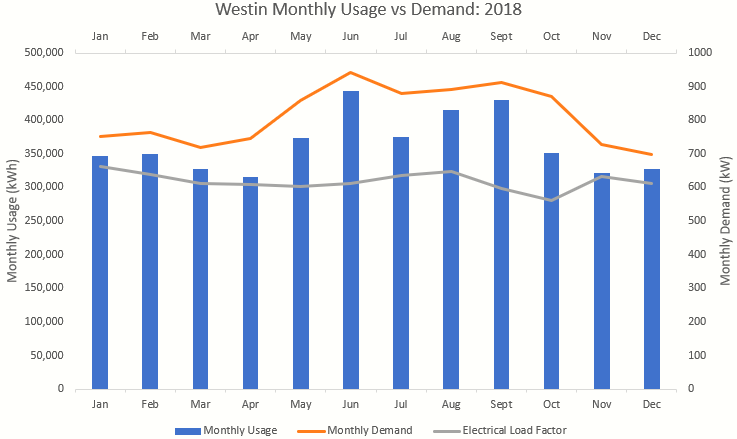 Westin Monthly Usage vs Demand: 2018
Jan Feb Mar Apr May Jun Jul Aug Sept Oct Nov Dec
500,000 1000
450,000 900
400,000 800
350,000 700
300,000 600
250,000 500
200,000 400
150,000 300
100,000 200
50,000 100
0 0
Monthly Usage (kWh)
Monthly Demand (kW)
Jan Feb Mar Apr May Jun Jul Aug Sept Oct Nov Dec
Monthly Usage Monthly Demand Electrical Load Factor